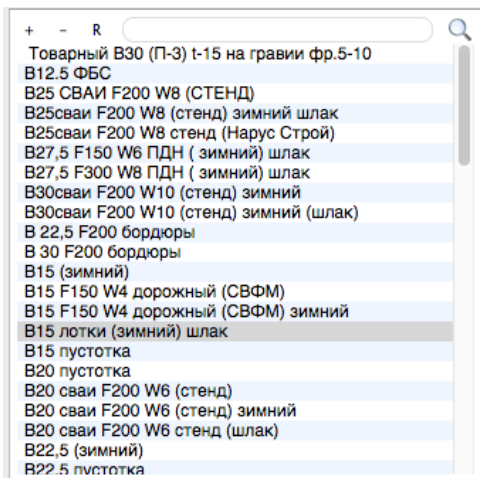 + - R
Товарный В30 (П-3) t-15 на гравии фр.5-10
В12.5 ФБС
В25 СВАИ F200 W8 (СТЕНД)
В25сваи F200 W8 (стенд) зимний шлак
В25сваи F200 W8 стенд (Нарус Строй)
В27,5 F150 W6 ПДН ( зимний) шлак
В27,5 F300 W8 ПДН ( зимний) шлак
В30сваи F200 W10 (стенд) зимний
В30сваи F200 W10 (стенд) зимний (шлак)
В 22,5 F200 бордюры
В 30 F200 бордюры
В15 (зимний)
В15 F150 W4 дорожный (СВФМ)
В15 F150 W4 дорожный (СВФМ) зимний
В15 лотки (зимний) шлак
В15 пустотка
В20 пустотка
В20 сваи F200 W6 (стенд)
В20 сваи F200 W6 (стенд) зимний
В20 сваи F200 W6 стенд (шлак)
В22,5 (зимний)
В22.5 пустотка